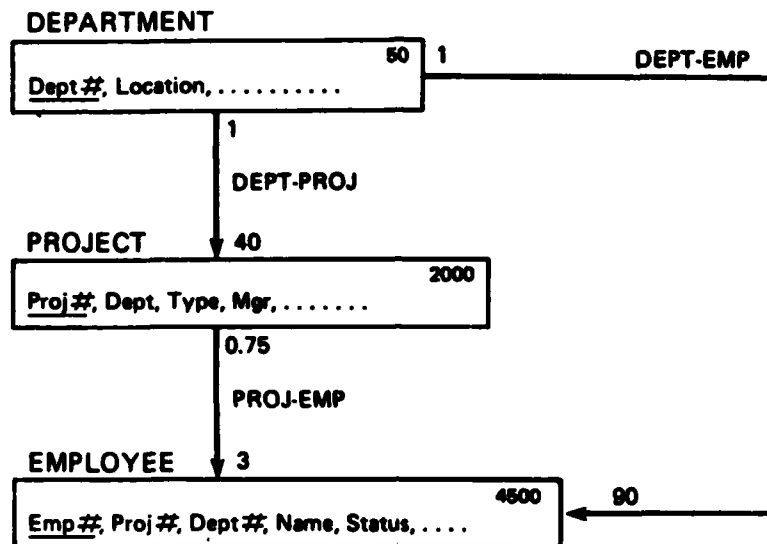 DEPARTMENT
50 1
DEPT-EMP
Dept#, Location, . . . . . . . . . .
1
DEPT-PROJ
PROJECT 40
2000
Proj#, Dept, Type, Mgr, . . . . . . .
0.75
PROJ-EMP
EMPLOYEE 3
4500 90
Emp#, Proj#, Dept#, Name, Status, . . . .